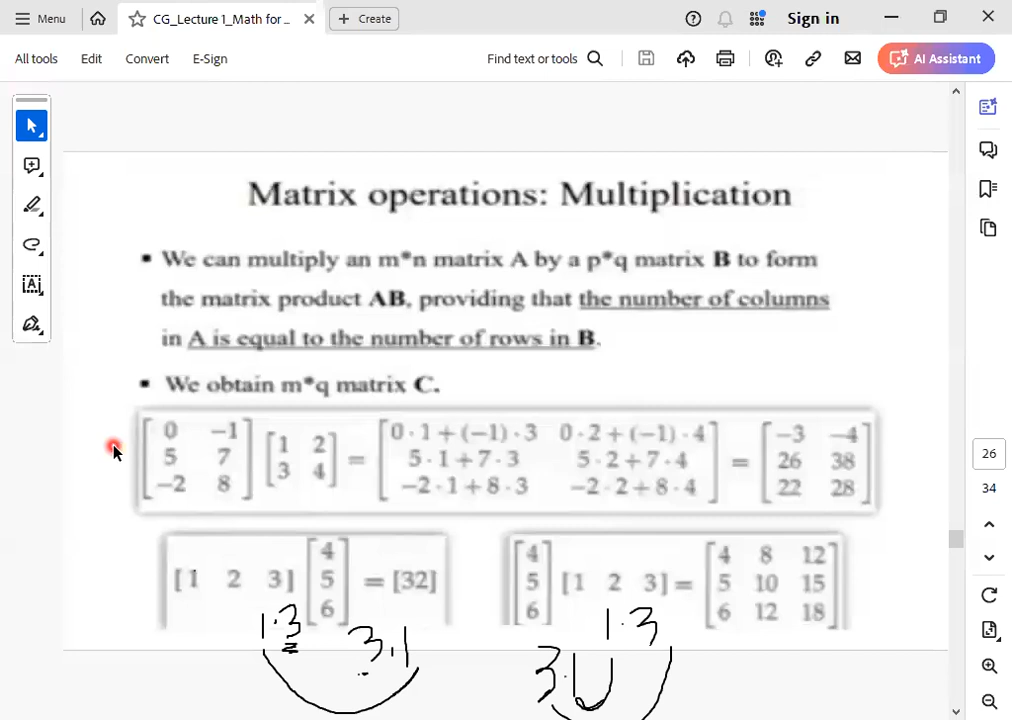 Menu CG_Lecture 1_Math for ... × + Create Sign in
All tools Edit Convert E-Sign Find text or tools AI Assistant
Matrix operations: Multiplication
▪ We can multiply an m*n matrix A by a p*q matrix B to form
the matrix product AB, providing that the number of columns
in A is equal to the number of rows in B.
▪ We obtain m*q matrix C.
[0 −1] [1 2] = [0·1+(−1)·3 0·2+(−1)·4] = [−3 −4]
[5 7] [3 4] [5·1+7·3 5·2+7·4] [26 38]
[−2 8] [−2·1+8·3 −2·2+8·4] [22 28]
26
34
[1 2 3] [4 5 6] = [32]
[4 5 6] [1 2 3] = [4 8 12]
[5 10 15]
[6 12 18]
1·3 3.1
1·3
3·